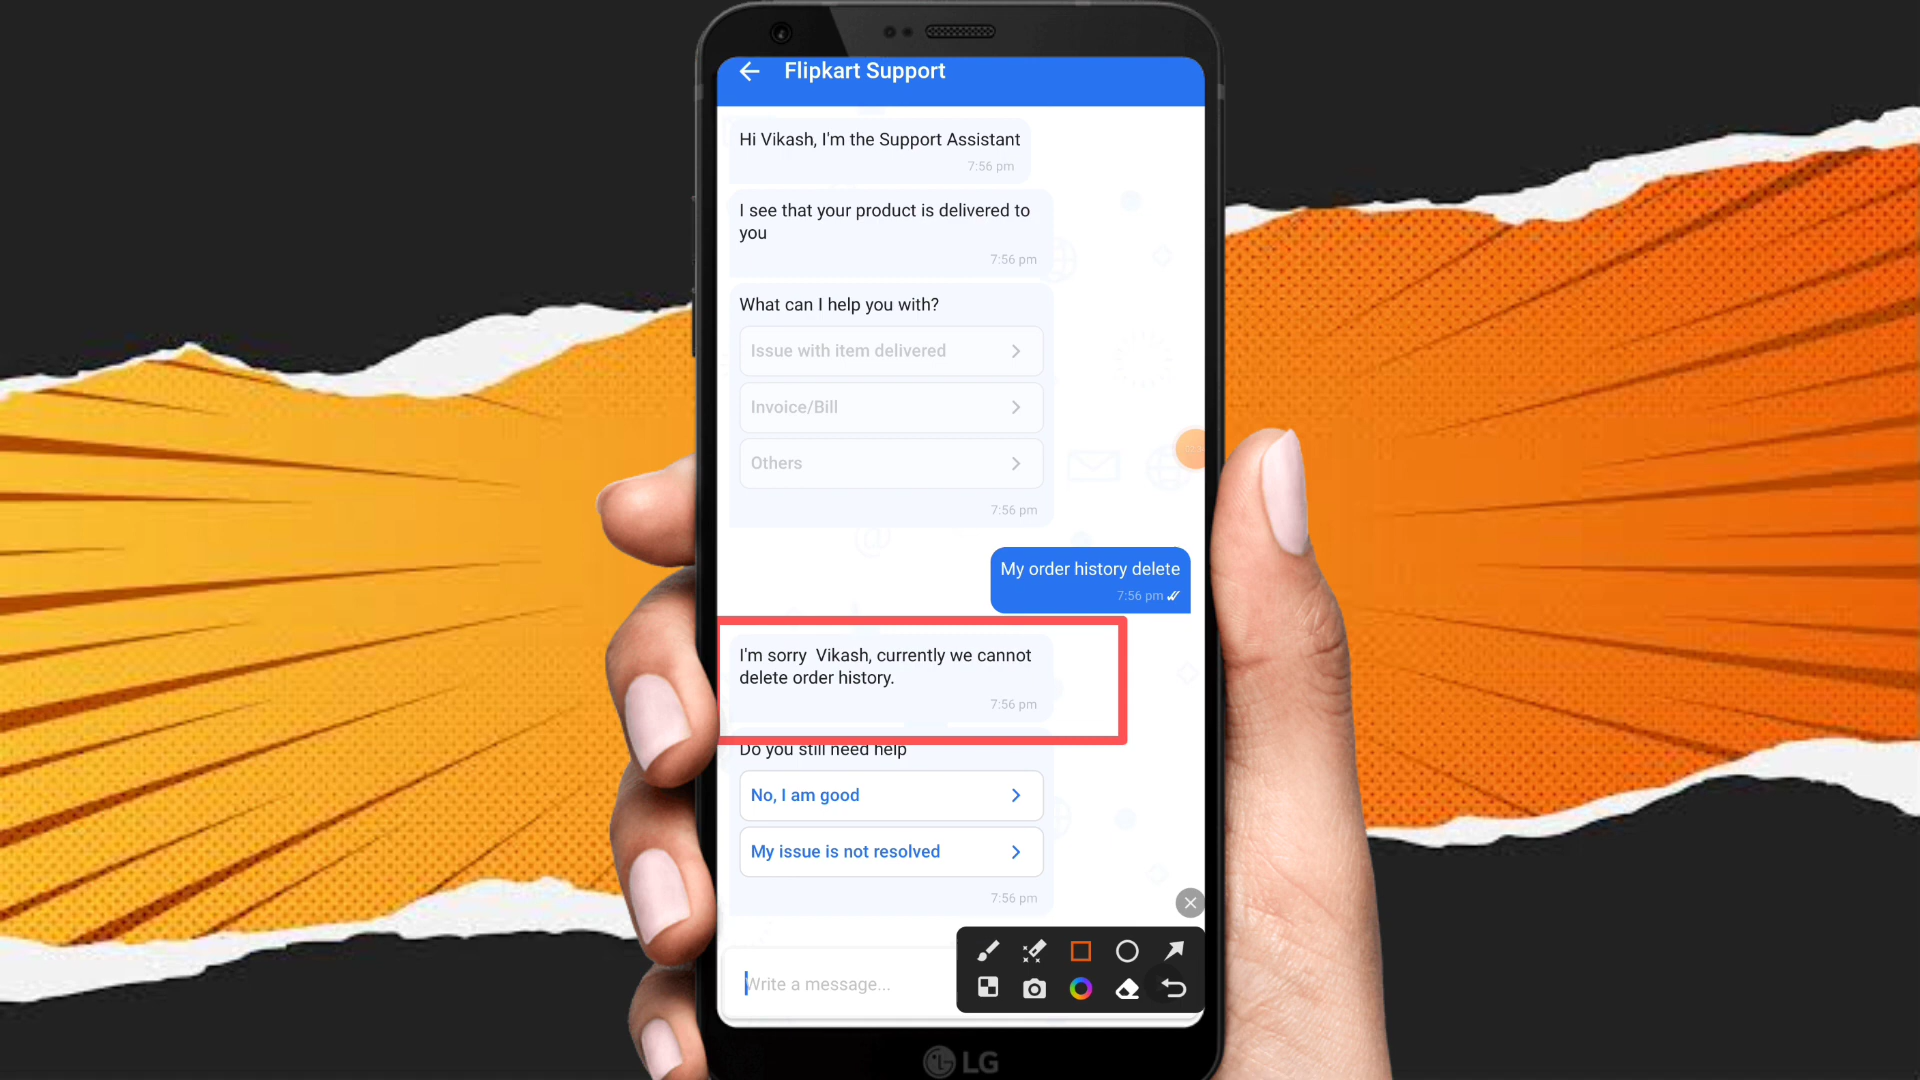 Flipkart Support
Hi Vikash, I'm the Support Assistant
7:56 pm
I see that your product is delivered to
you
7:56 pm
What can I help you with?
Issue with item delivered
Invoice/Bill
Others
7:56 pm
My order history delete
7:56 pm
I'm sorry  Vikash, currently we cannot
delete order history.
7:56 pm
Do you still need help
No, I am good
My issue is not resolved
7:56 pm
Write a message...
LG